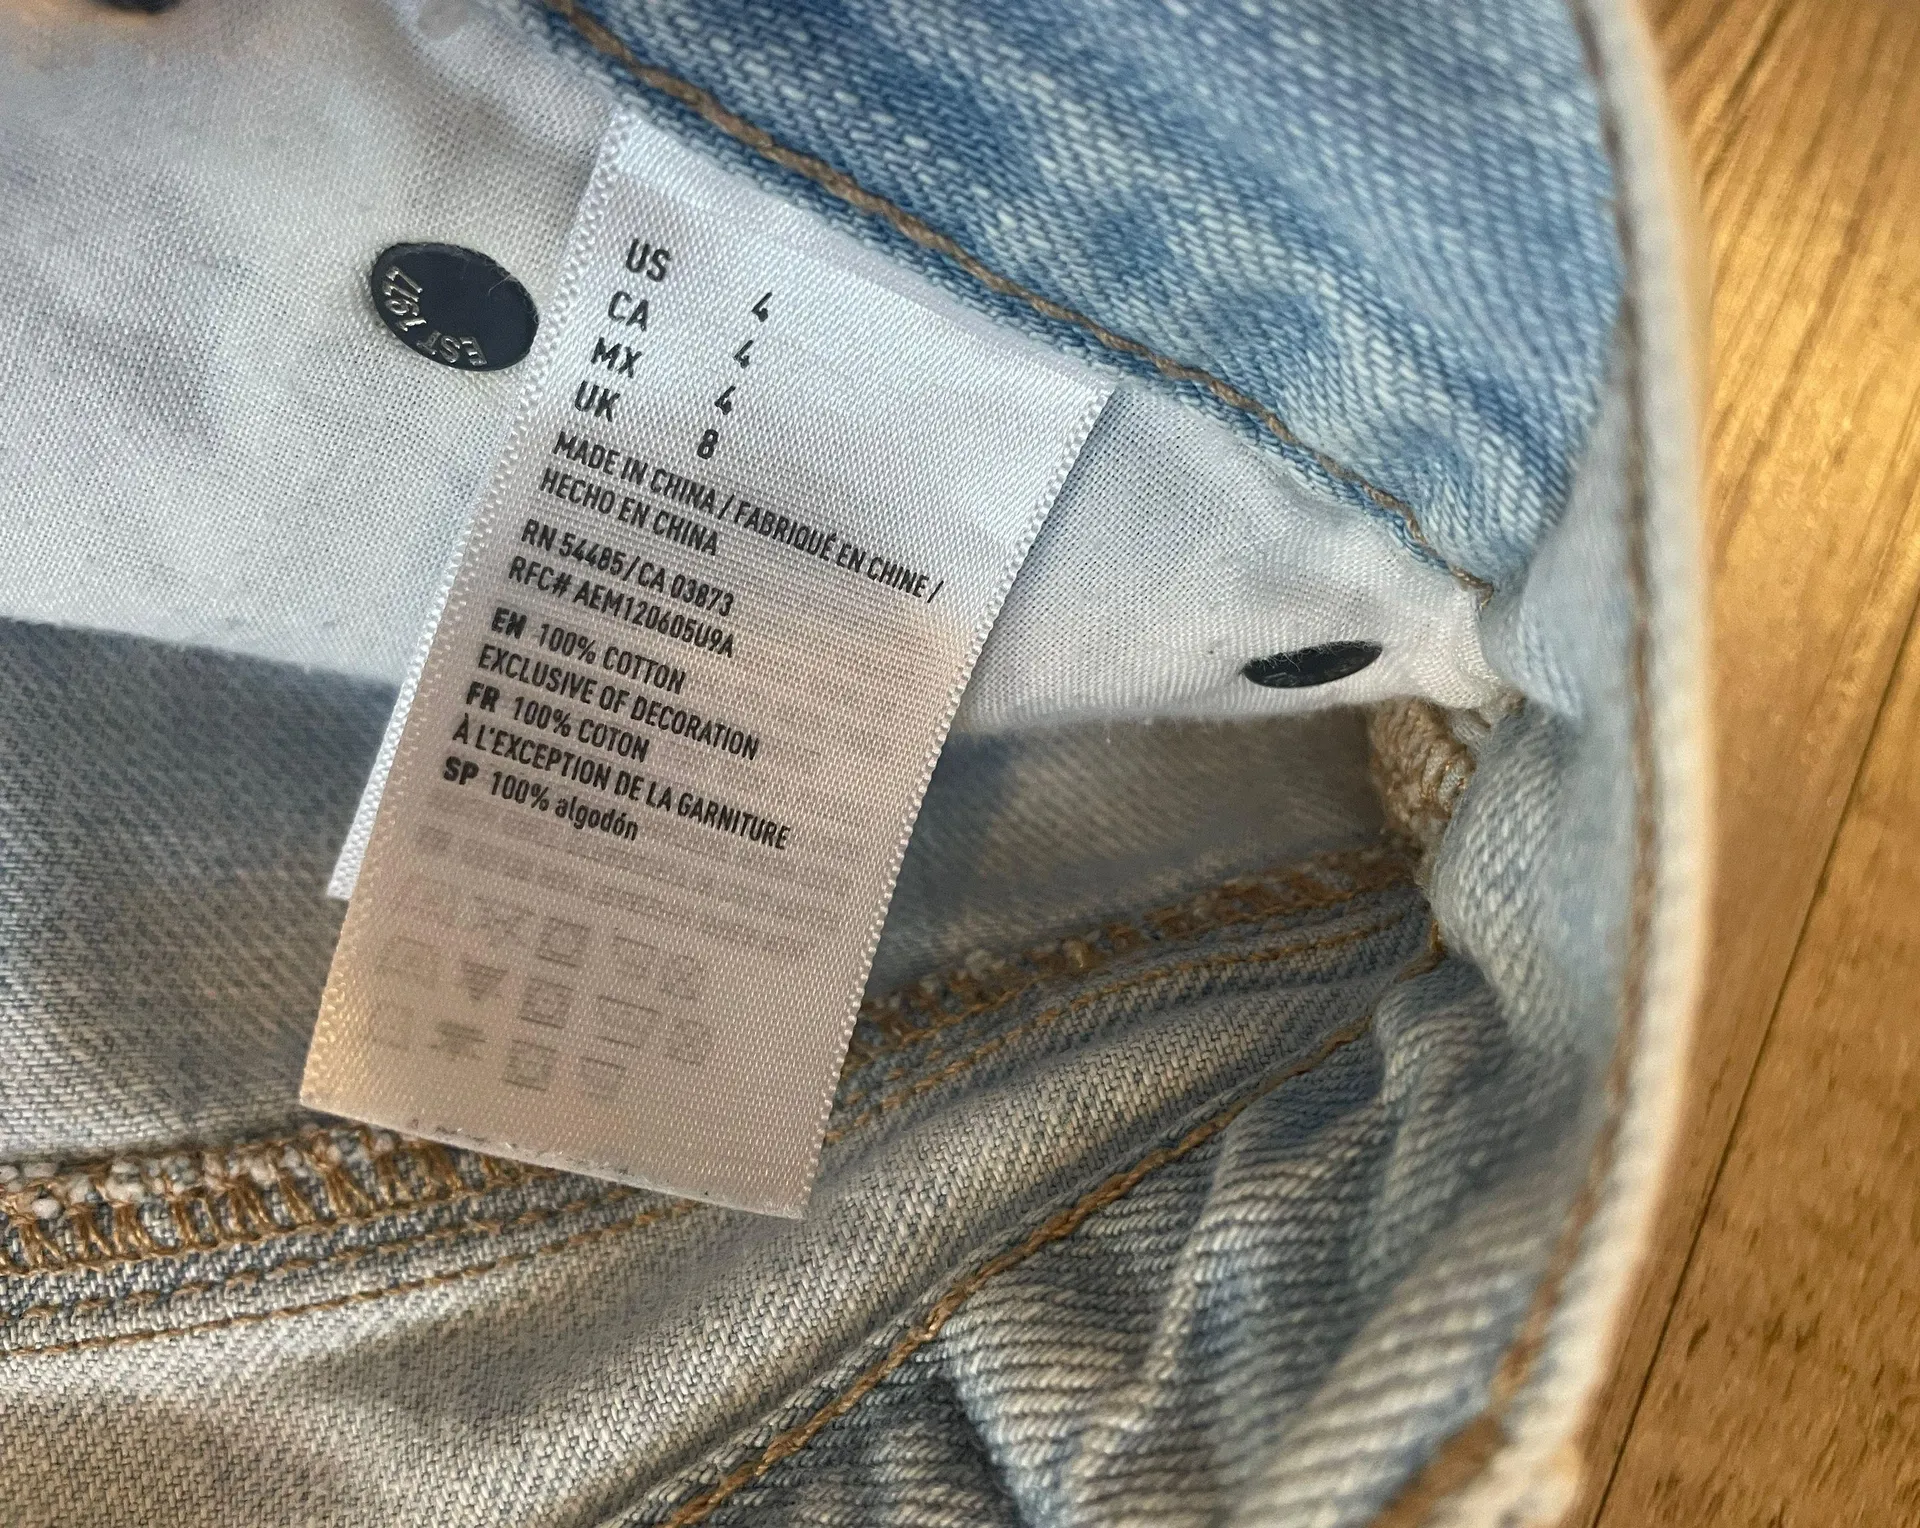 EST 1977
US 4
CA 4
MX 4
UK 8
MADE IN CHINA / FABRIQUÉ EN CHINE /
HECHO EN CHINA
RN 54485/CA 03873
RFC# AEM120605U9A
EN 100% COTTON
EXCLUSIVE OF DECORATION
FR 100% COTON
À L'EXCEPTION DE LA GARNITURE
SP 100% algodón